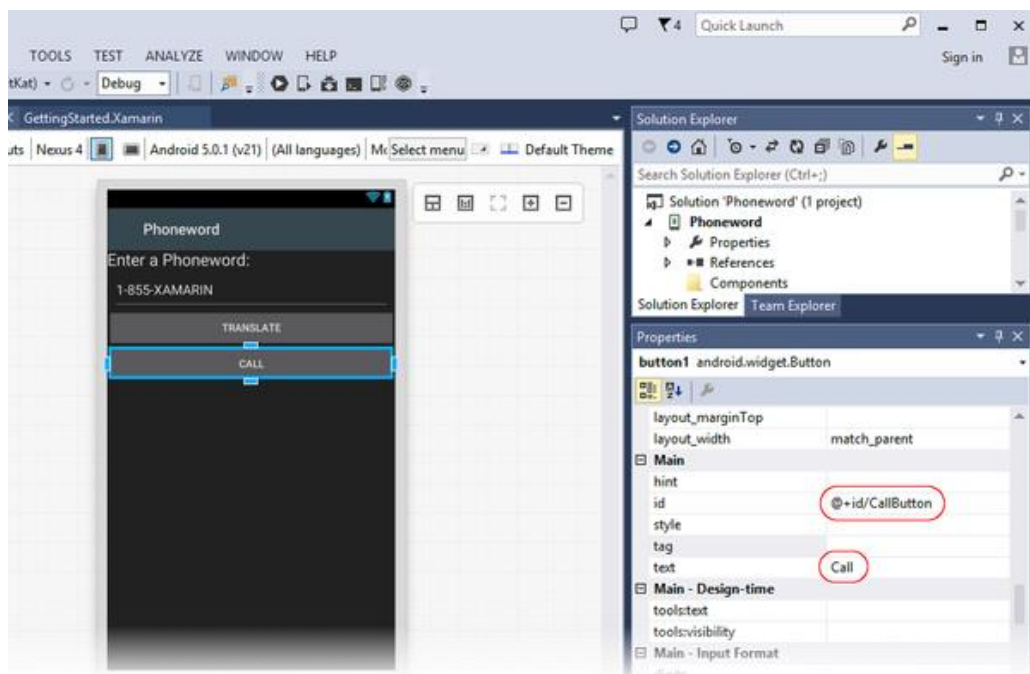 4 Quick Launch
TOOLS TEST ANALYZE WINDOW HELP
Sign in
tKat) Debug
GettingStarted.Xamarin
uts Nexus 4 Android 5.0.1 (v21) (All languages) Mo Select menu Default Theme
Phoneword
Enter a Phoneword:
1-855-XAMARIN
TRANSLATE
CALL
Solution Explorer
Search Solution Explorer (Ctrl+;)
Solution 'Phoneword' (1 project)
Phoneword
Properties
References
Components
Solution Explorer Team Explorer
Properties
button1 android.widget.Button
layout_marginTop
layout_width match_parent
Main
hint
id @+id/CallButton
style
tag
text Call
Main - Design-time
tools:text
tools:visibility
Main - Input Format